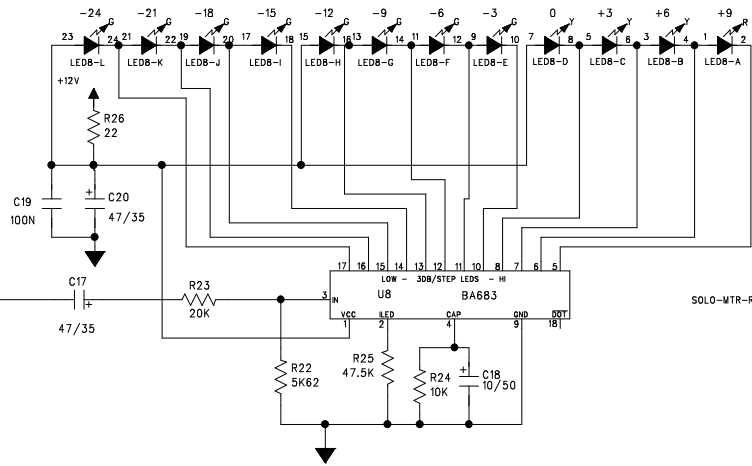 -24 -21 -18 -15 -12 -9 -6 -3 0 +3 +6 +9
G G G G G G G G Y Y Y R
23 24 21 22 19 20 17 18 15 16 13 14 11 12 9 10 7 8 5 6 3 4 1 2
LED8-L LED8-K LED8-J LED8-I LED8-H LED8-G LED8-F LED8-E LED8-D LED8-C LED8-B LED8-A
+12V
R26
22
C19
100N
+
C20
47/35
17 16 15 14 13 12 11 10 8 7 6 5
LOW - 3DB/STEP LEDS - HI
C17
+
47/35
R23
20K
3 IN
U8 BA683
SOLO-MTR-R
VCC ILED CAP GND DOT
1 2 4 9 18
R22
5K62
R25
47.5K
R24
10K
+
C18
10/50